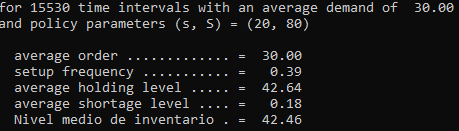 for 15530 time intervals with an average demand of  30.00
and policy parameters (s, S) = (20, 80)
average order ............. =  30.00
setup frequency ........... =   0.39
average holding level ..... =  42.64
average shortage level .... =   0.18
Nivel medio de inventario . =  42.46